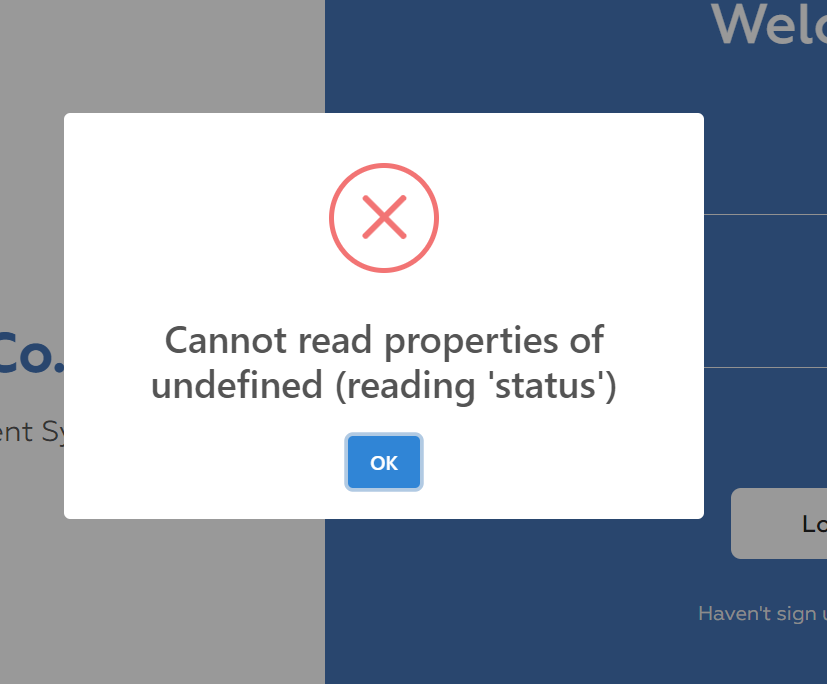 Welc
Cannot read properties of
undefined (reading 'status')
Co.
ent Sy
OK
Lo
Haven't sign u